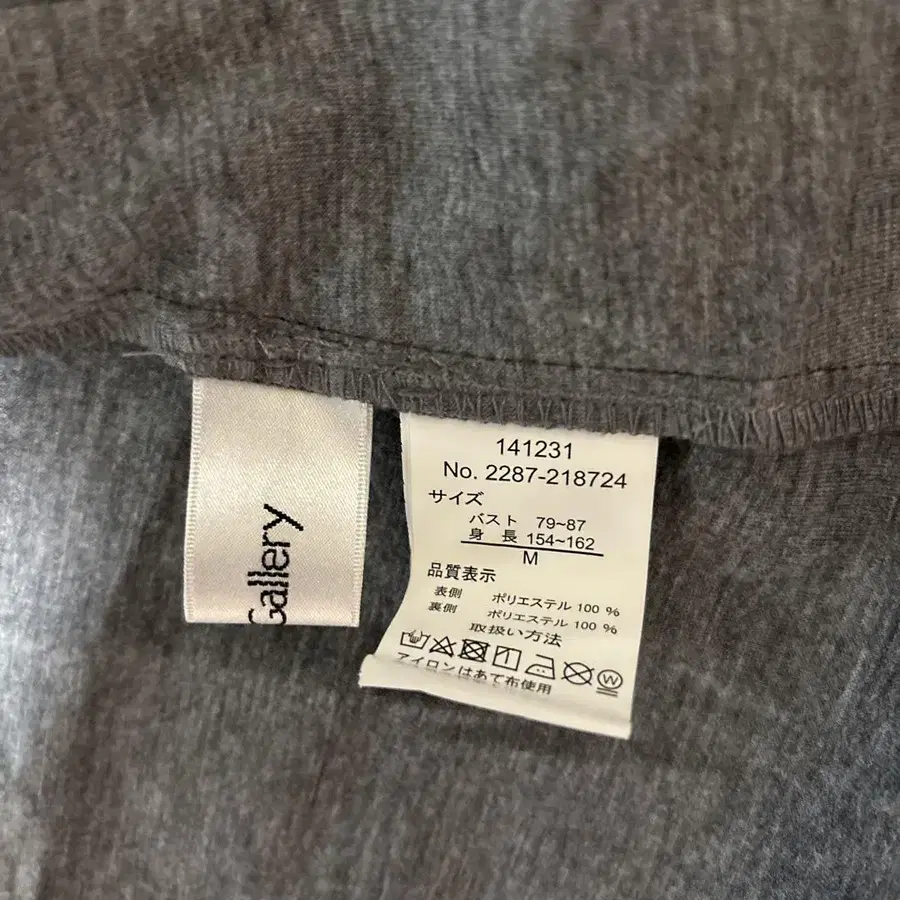 Gallery
141231
No. 2287-218724
サイズ
バスト 79~87
身 長 154~162
M
品質表示
表側 ポリエステル 100 %
裏側 ポリエステル 100 %
取扱い方法
W
アイロンはあて布使用